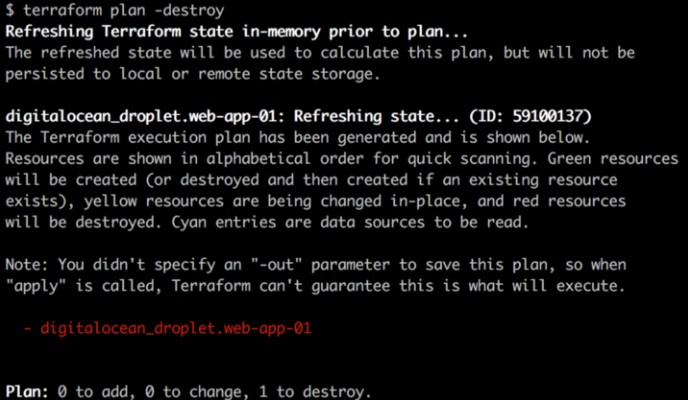 $ terraform plan -destroy
Refreshing Terraform state in-memory prior to plan...
The refreshed state will be used to calculate this plan, but will not be
persisted to local or remote state storage.
digitalocean_droplet.web-app-01: Refreshing state... (ID: 59100137)
The Terraform execution plan has been generated and is shown below.
Resources are shown in alphabetical order for quick scanning. Green resources
will be created (or destroyed and then created if an existing resource
exists), yellow resources are being changed in-place, and red resources
will be destroyed. Cyan entries are data sources to be read.
Note: You didn't specify an "-out" parameter to save this plan, so when
"apply" is called, Terraform can't guarantee this is what will execute.
- digitalocean_droplet.web-app-01
Plan: 0 to add, 0 to change, 1 to destroy.